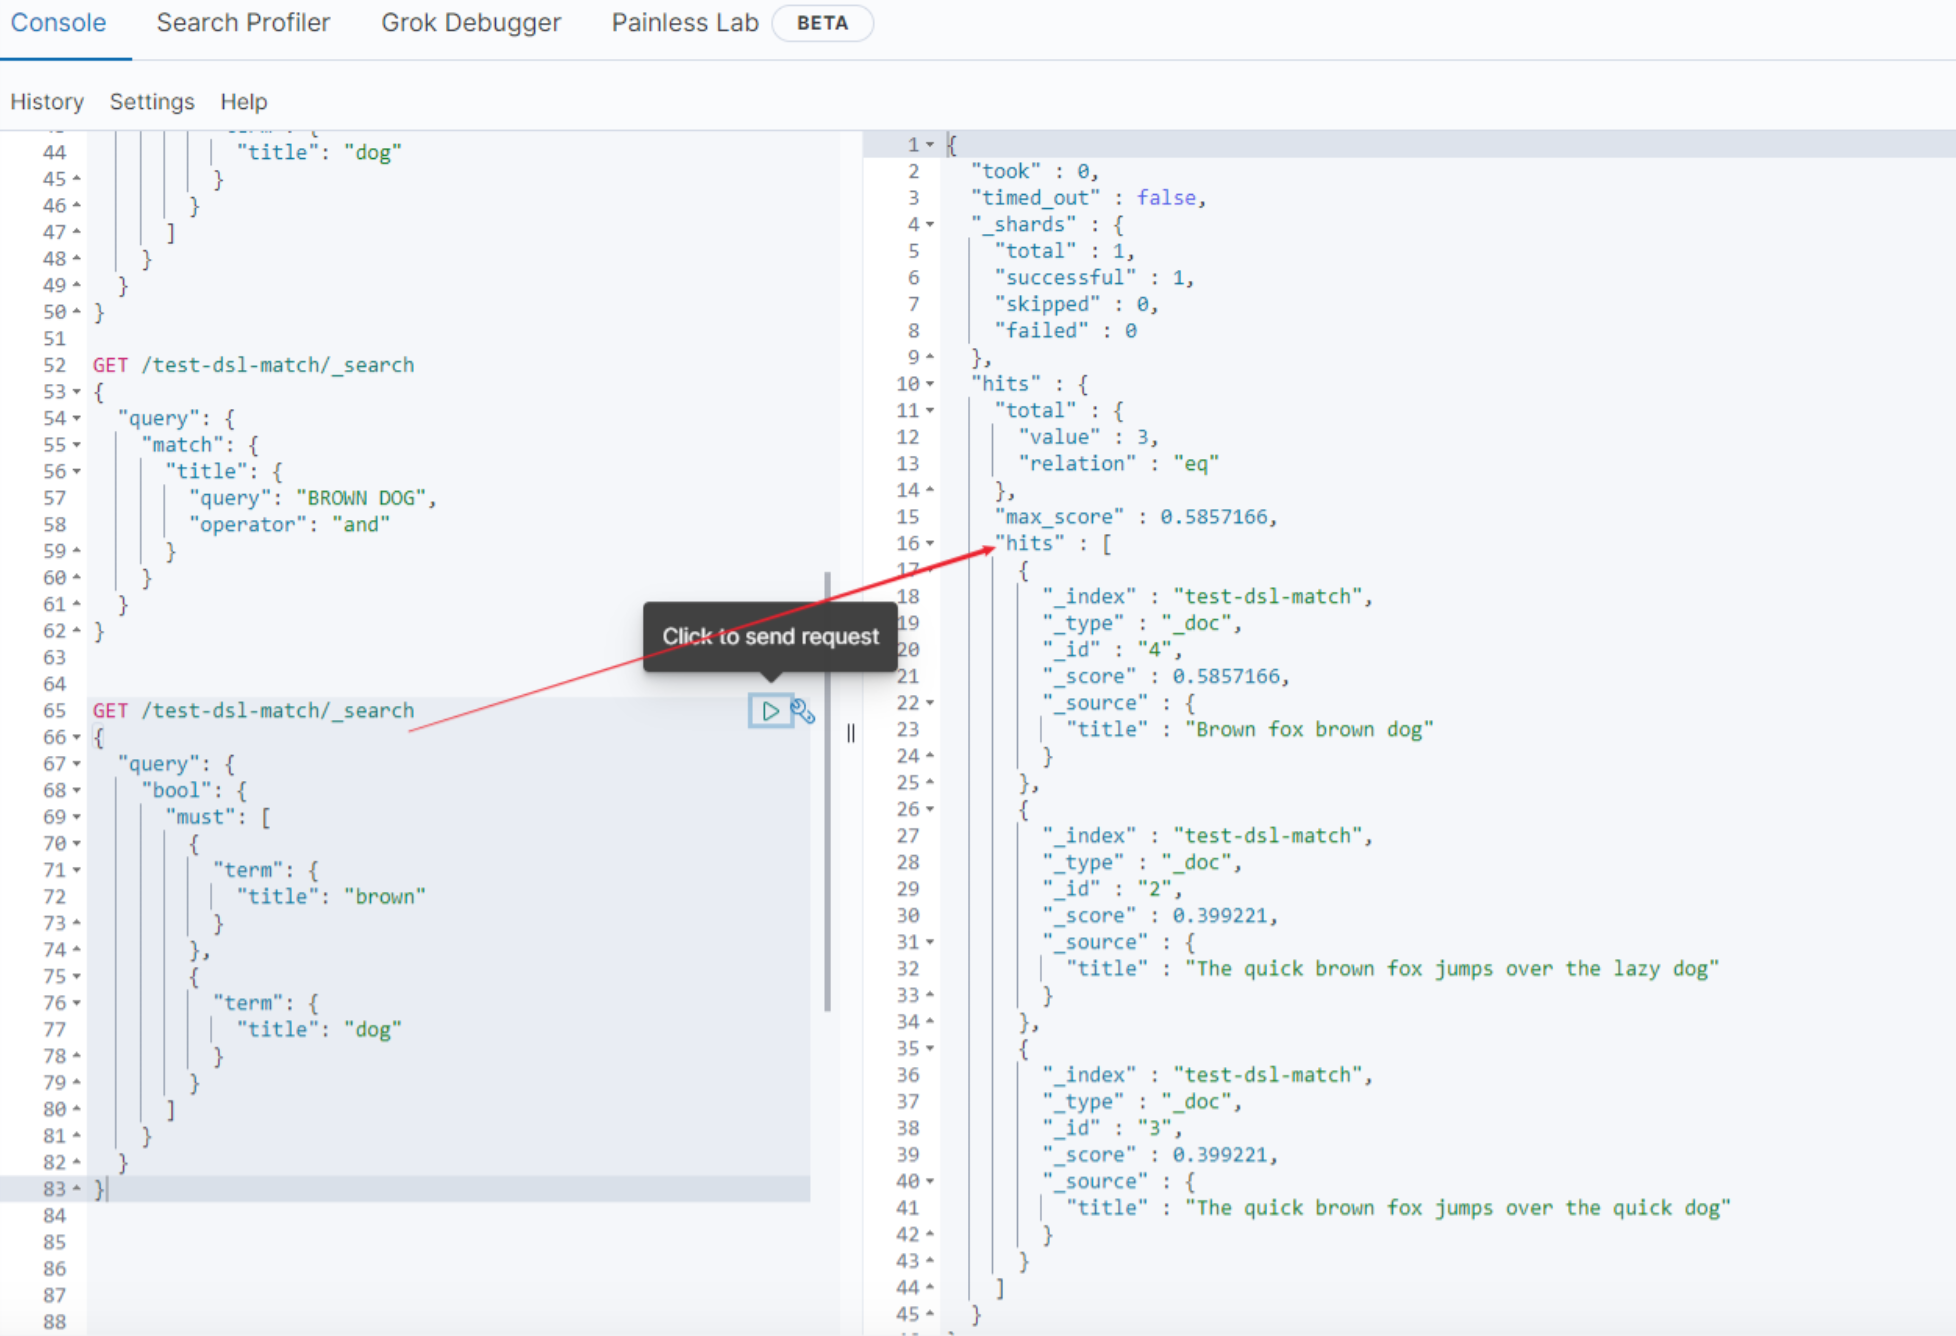 Console Search Profiler Grok Debugger Painless Lab BETA
History Settings Help
44 "title": "dog"
45 }
46 }
47 ]
48 }
49 }
50 }
51
52 GET /test-dsl-match/_search
53 {
54 "query": {
55 "match": {
56 "title": {
57 "query": "BROWN DOG",
58 "operator": "and"
59 }
60 }
61 }
62 }
63
64
65 GET /test-dsl-match/_search
66 {
67 "query": {
68 "bool": {
69 "must": [
70 {
71 "term": {
72 "title": "brown"
73 }
74 },
75 {
76 "term": {
77 "title": "dog"
78 }
79 }
80 ]
81 }
82 }
83 }
84
85
86
87
88
Click to send request
1 {
2 "took" : 0,
3 "timed_out" : false,
4 "_shards" : {
5 "total" : 1,
6 "successful" : 1,
7 "skipped" : 0,
8 "failed" : 0
9 },
10 "hits" : {
11 "total" : {
12 "value" : 3,
13 "relation" : "eq"
14 },
15 "max_score" : 0.5857166,
16 "hits" : [
17 {
18 "_index" : "test-dsl-match",
19 "_type" : "_doc",
20 "_id" : "4",
21 "_score" : 0.5857166,
22 "_source" : {
23 "title" : "Brown fox brown dog"
24 }
25 },
26 {
27 "_index" : "test-dsl-match",
28 "_type" : "_doc",
29 "_id" : "2",
30 "_score" : 0.399221,
31 "_source" : {
32 "title" : "The quick brown fox jumps over the lazy dog"
33 }
34 },
35 {
36 "_index" : "test-dsl-match",
37 "_type" : "_doc",
38 "_id" : "3",
39 "_score" : 0.399221,
40 "_source" : {
41 "title" : "The quick brown fox jumps over the quick dog"
42 }
43 }
44 ]
45 }